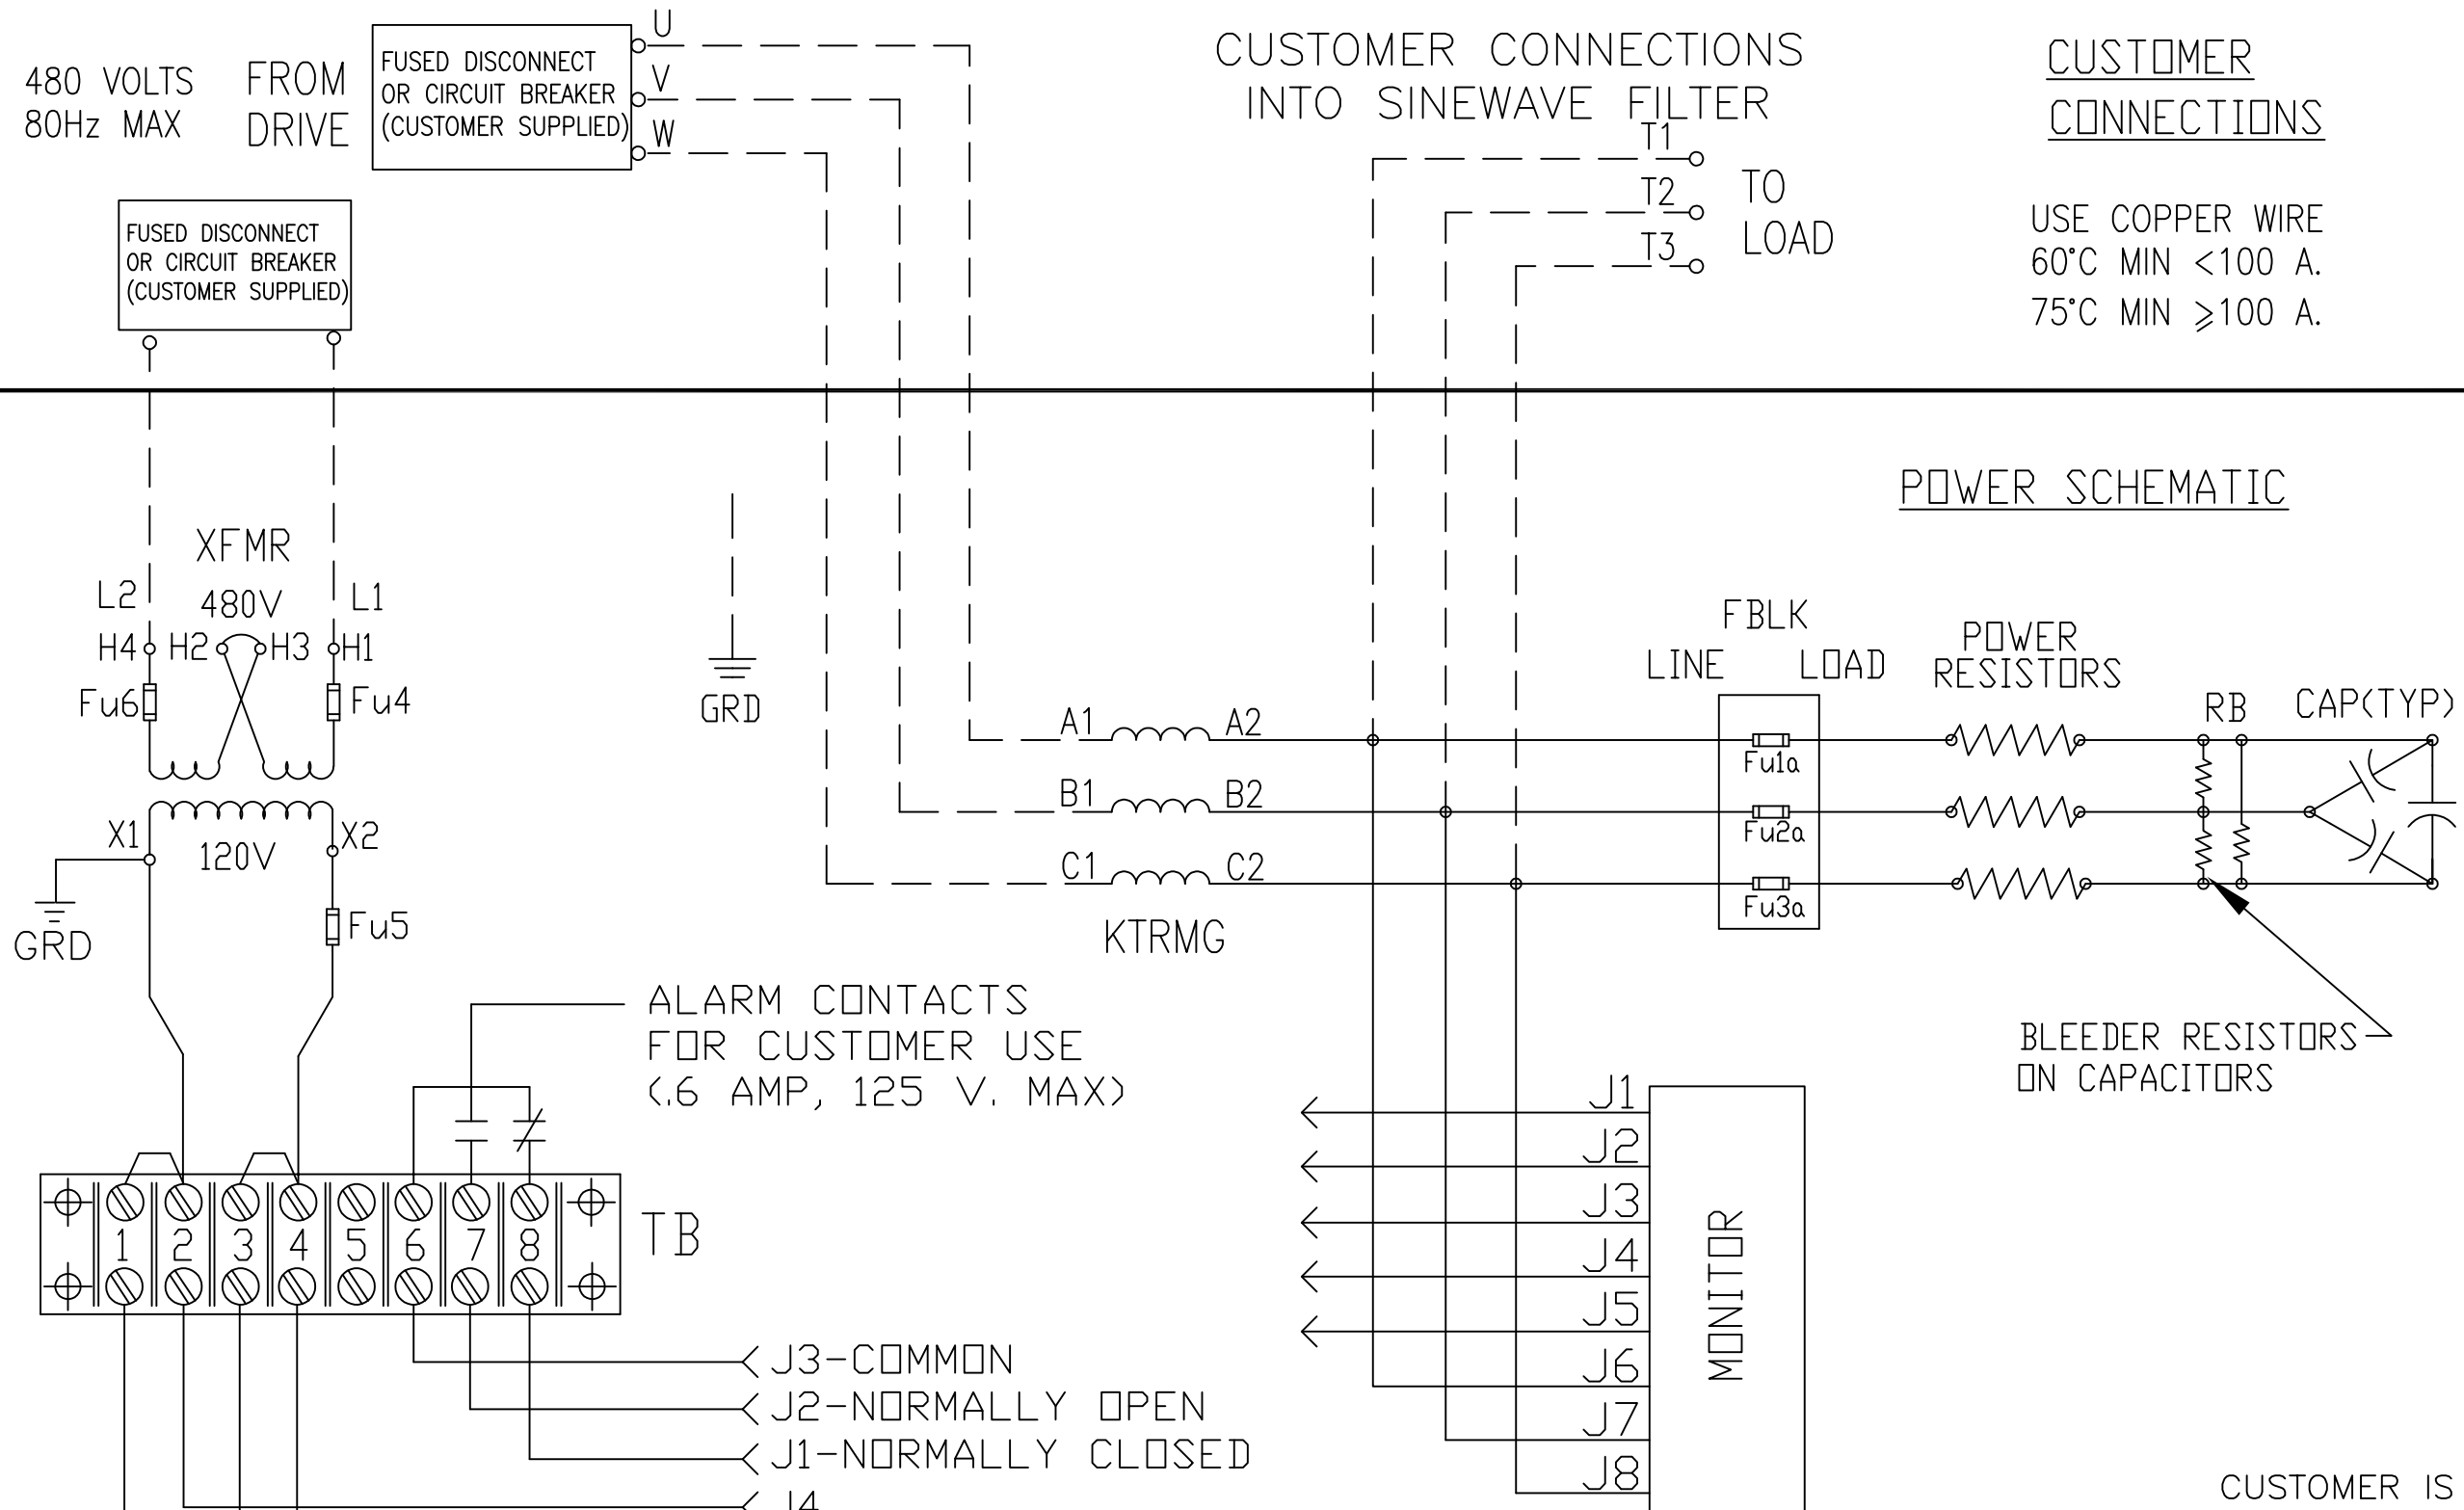 480 VOLTS
80Hz MAX
FROM
DRIVE
FUSED DISCONNECT
OR CIRCUIT BREAKER
(CUSTOMER SUPPLIED)
U
V
W
CUSTOMER CONNECTIONS
INTO SINEWAVE FILTER
T1
T2
T3
TO
LOAD
CUSTOMER
CONNECTIONS
USE COPPER WIRE
60°C MIN <100 A.
75°C MIN ⩾100 A.
FUSED DISCONNECT
OR CIRCUIT BREAKER
(CUSTOMER SUPPLIED)
POWER SCHEMATIC
XFMR
480V
L2
L1
H4
H2
H3
H1
Fu6
Fu4
GRD
A1
A2
B1
B2
C1
C2
KTRMG
FBLK
LINE
LOAD
Fu1a
Fu2a
Fu3a
POWER
RESISTORS
RB
CAP(TYP)
X1
120V
X2
GRD
Fu5
BLEEDER RESISTORS
ON CAPACITORS
ALARM CONTACTS
FOR CUSTOMER USE
(.6 AMP, 125 V. MAX)
1
2
3
4
5
6
7
8
TB
J3-COMMON
J2-NORMALLY OPEN
J1-NORMALLY CLOSED
J4
J1
J2
J3
J4
J5
J6
J7
J8
MONITOR
CUSTOMER IS